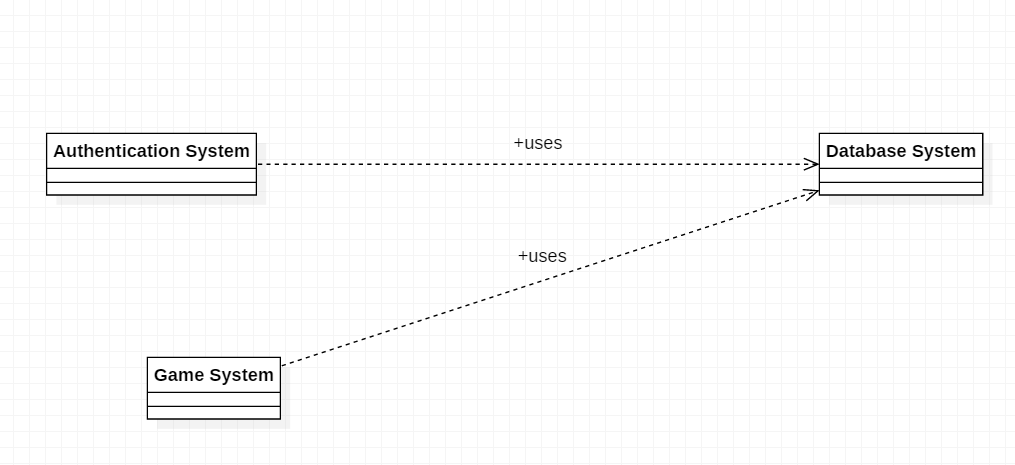 +uses
Authentication System
Database System
+uses
Game System